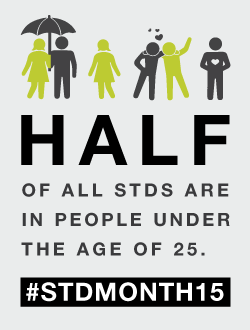 HALF
OF ALL STDS ARE
IN PEOPLE UNDER
THE AGE OF 25.
#STDMONTH15